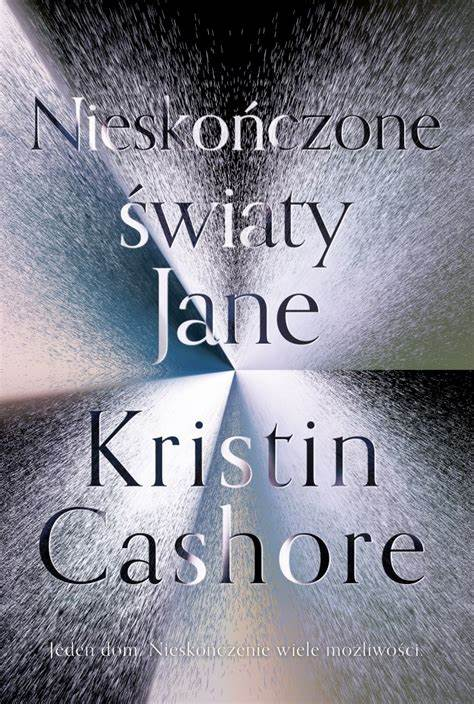 Nieskończone
światy
Jane
Kristin
Cashore
Jeden dom. Nieskończenie wiele możliwości.